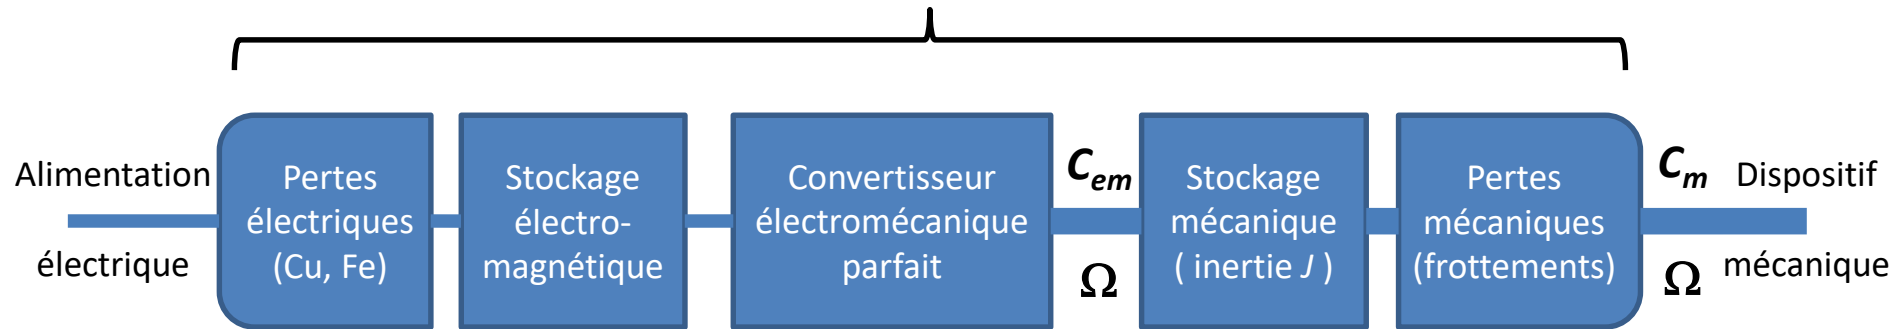 Alimentation
électrique
Pertes
électriques
(Cu, Fe)
Stockage
électro-
magnétique
Convertisseur
électromécanique
parfait
Cem
Ω
Stockage
mécanique
( inertie J )
Pertes
mécaniques
(frottements)
Cm
Ω
Dispositif
mécanique